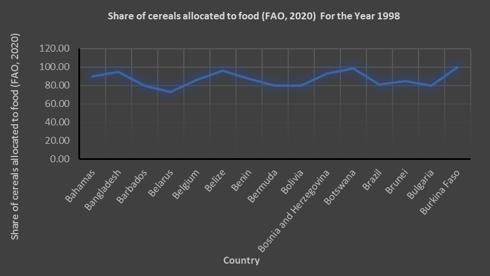 Share of cereals allocated to food (FAO, 2020)  For the Year 1998
Share of cereals allocated to food (FAO, 2020)
120.00
100.00
80.00
60.00
40.00
20.00
0.00
Bahamas
Bangladesh
Barbados
Belarus
Belgium
Belize
Benin
Bermuda
Bolivia
Bosnia and Herzegovina
Botswana
Brazil
Brunei
Bulgaria
Burkina Faso
Country